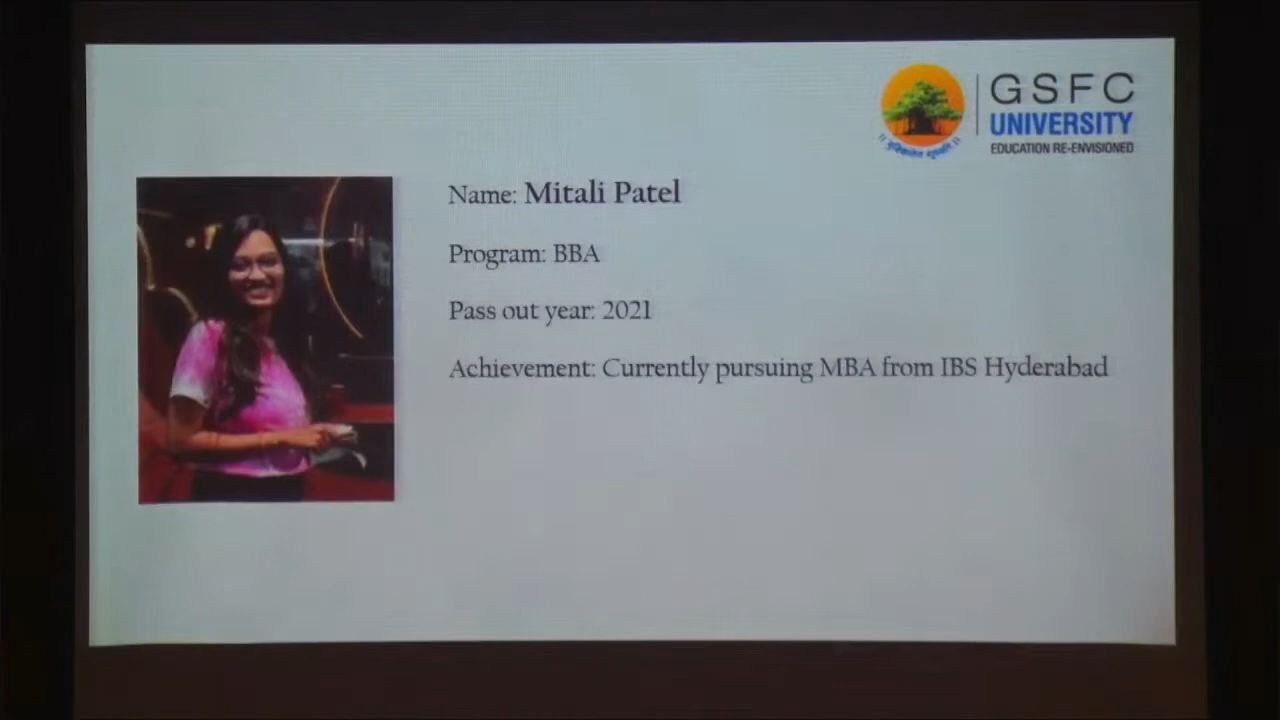 GSFC
UNIVERSITY
EDUCATION RE-ENVISIONED
Name: Mitali Patel
Program: BBA
Pass out year: 2021
Achievement: Currently pursuing MBA from IBS Hyderabad